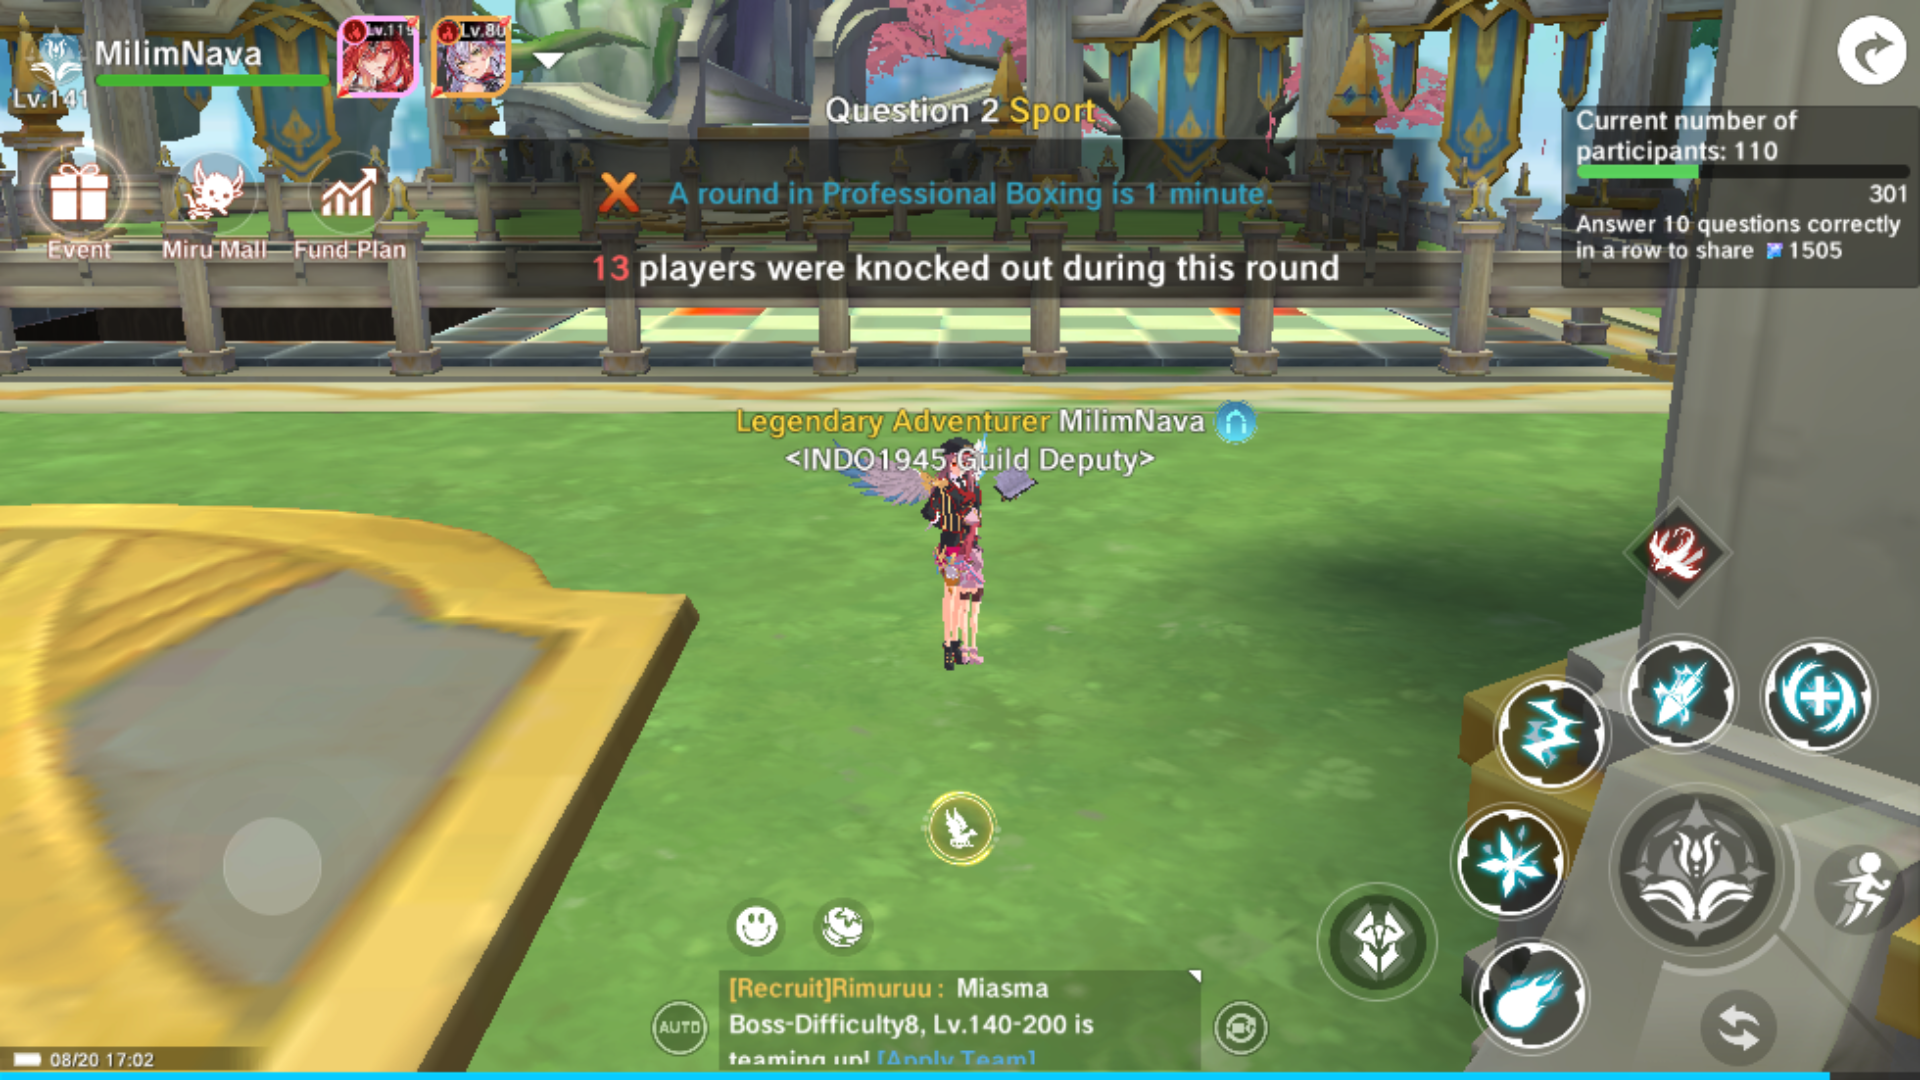 MilimNava
Lv.141
Lv.119
Lv.80
Question 2 Sport
A round in Professional Boxing is 1 minute.
13 players were knocked out during this round
Current number of
participants: 110
301
Answer 10 questions correctly
in a row to share 1505
Event
Miru Mall
Fund Plan
Legendary Adventurer MilimNava
<INDO1945 Guild Deputy>
[Recruit]Rimuruu : Miasma
Boss-Difficulty8, Lv.140-200 is
teaming up! [Apply Team]
AUTO
08/20 17:02